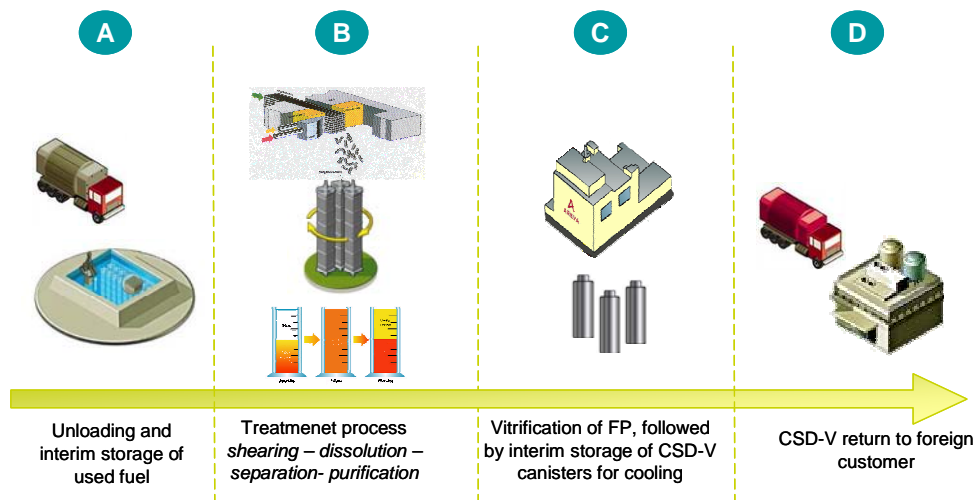 A
B
C
D
AREVA
Unloading and
interim storage of
used fuel
Treatmenet process
shearing – dissolution –
separation- purification
Vitrification of FP, followed
by interim storage of CSD-V
canisters for cooling
CSD-V return to foreign
customer